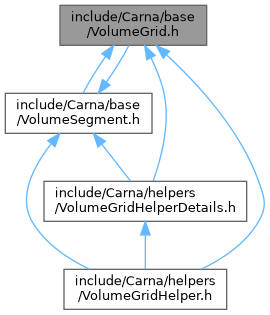 include/Carna/base
/VolumeGrid.h
include/Carna/base
/VolumeSegment.h
include/Carna/helpers
/VolumeGridHelperDetails.h
include/Carna/helpers
/VolumeGridHelper.h